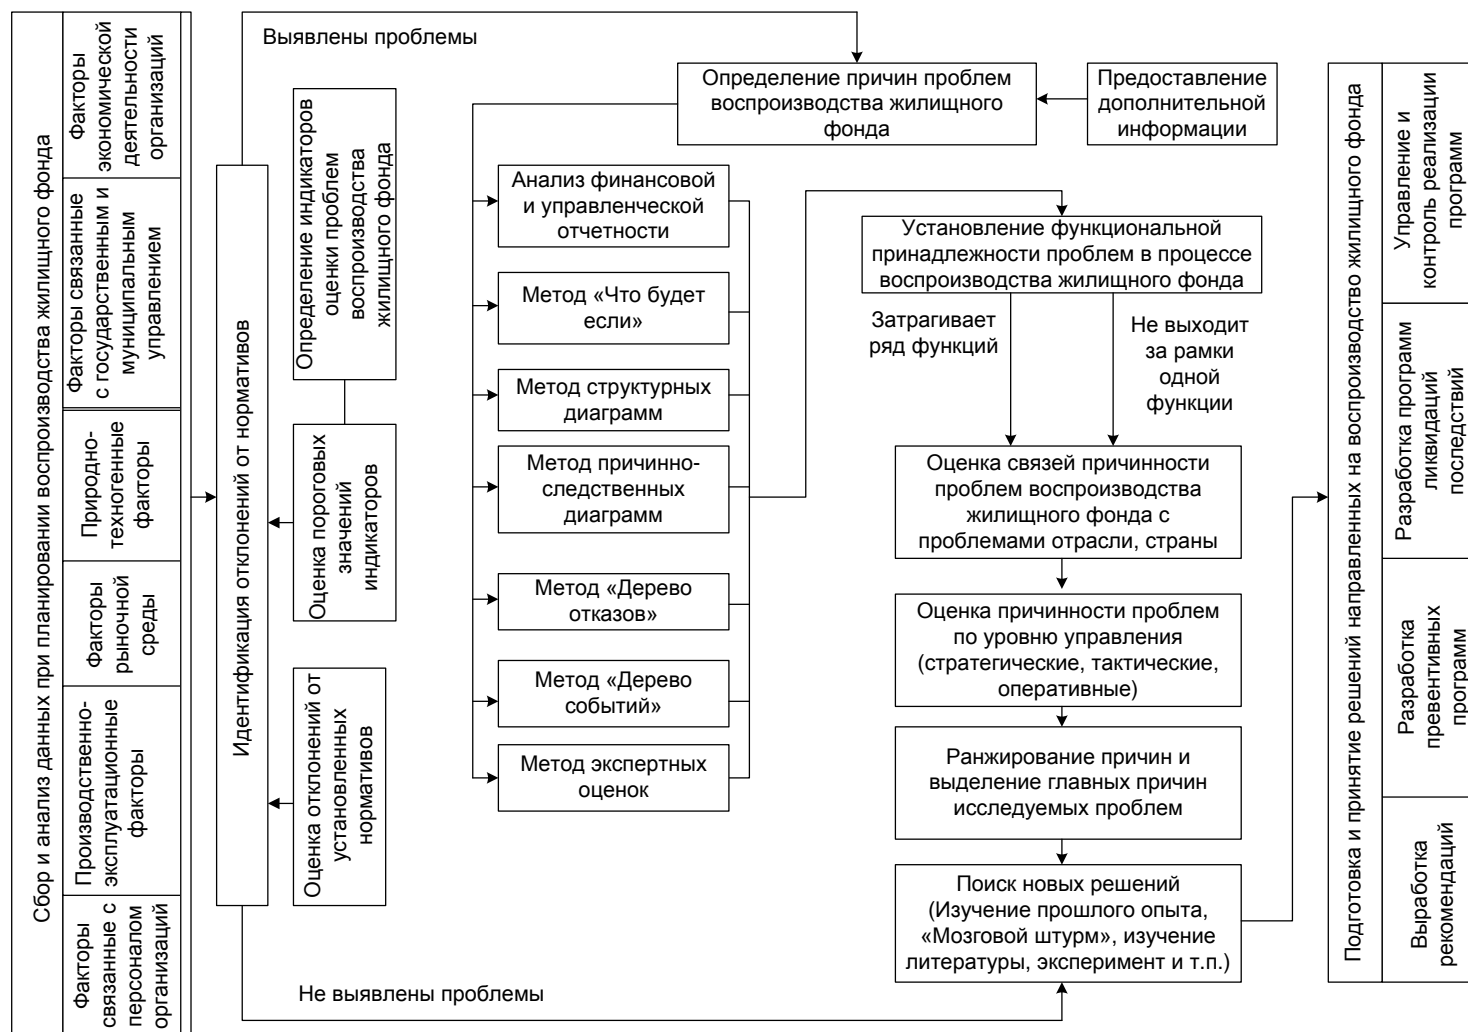 Сбор и анализ данных при планировании воспроизводства жилищного фонда
Факторы
экономической
деятельности
организаций
Факторы связанные
с государственным и
муниципальным
управлением
Природно-
техногенные
факторы
Факторы
рыночной
среды
Производственно-
эксплуатационные
факторы
Факторы
связанные с
персоналом
организаций
Идентификация отклонений от нормативов
Выявлены проблемы
Не выявлены проблемы
Определение индикаторов
оценки проблем
воспроизводства
жилищного фонда
Оценка пороговых
значений
индикаторов
Оценка отклонений от
установленных
нормативов
Определение причин проблем
воспроизводства жилищного
фонда
Предоставление
дополнительной
информации
Анализ финансовой
и управленческой
отчетности
Метод «Что будет
если»
Метод структурных
диаграмм
Метод причинно-
следственных
диаграмм
Метод «Дерево
отказов»
Метод «Дерево
событий»
Метод экспертных
оценок
Установление функциональной
принадлежности проблем в процессе
воспроизводства жилищного фонда
Затрагивает
ряд функций
Не выходит
за рамки
одной
функции
Оценка связей причинности
проблем воспроизводства
жилищного фонда с
проблемами отрасли, страны
Оценка причинности проблем
по уровню управления
(стратегические, тактические,
оперативные)
Ранжирование причин и
выделение главных причин
исследуемых проблем
Поиск новых решений
(Изучение прошлого опыта,
«Мозговой штурм», изучение
литературы, эксперимент и т.п.)
Подготовка и принятие решений направленных на воспроизводство жилищного фонда
Управление и
контроль реализации
программ
Разработка программ
ликвидаций
последствий
Разработка
превентивных
программ
Выработка
рекомендаций